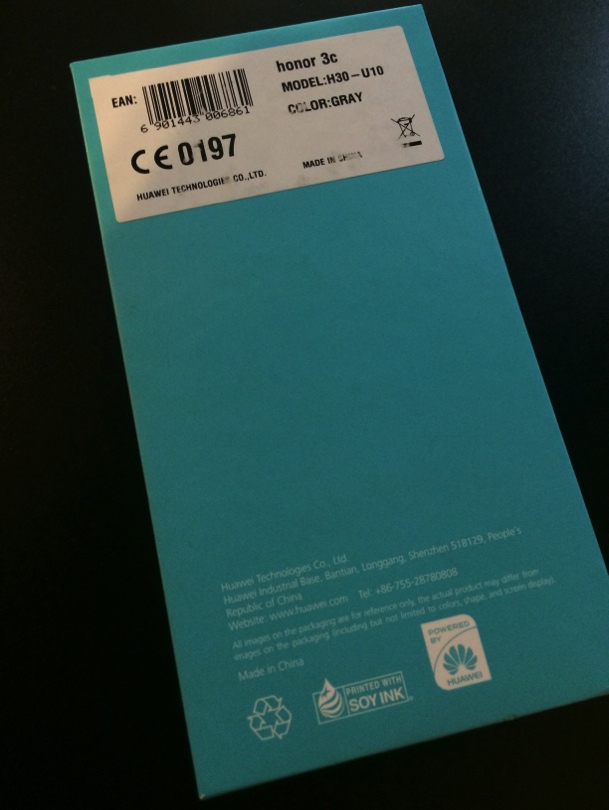 honor 3c
MODEL:H30-U10
COLOR:GRAY
EAN:
6 901443 006861
CE 0197
HUAWEI TECHNOLOGIES CO.,LTD.
MADE IN CHINA
Huawei Technologies Co., Ltd.
Huawei Industrial Base, Bantian, Longgang, Shenzhen 518129, People's
Republic of China
Website: www.huawei.com Tel: +86-755-28780808
All images on the packaging are for reference only, the actual product may differ from
images on the packaging (including but not limited to colors, shape, and screen display).
Made in China
PRINTED WITH
SOY INK
POWERED
BY
HUAWEI